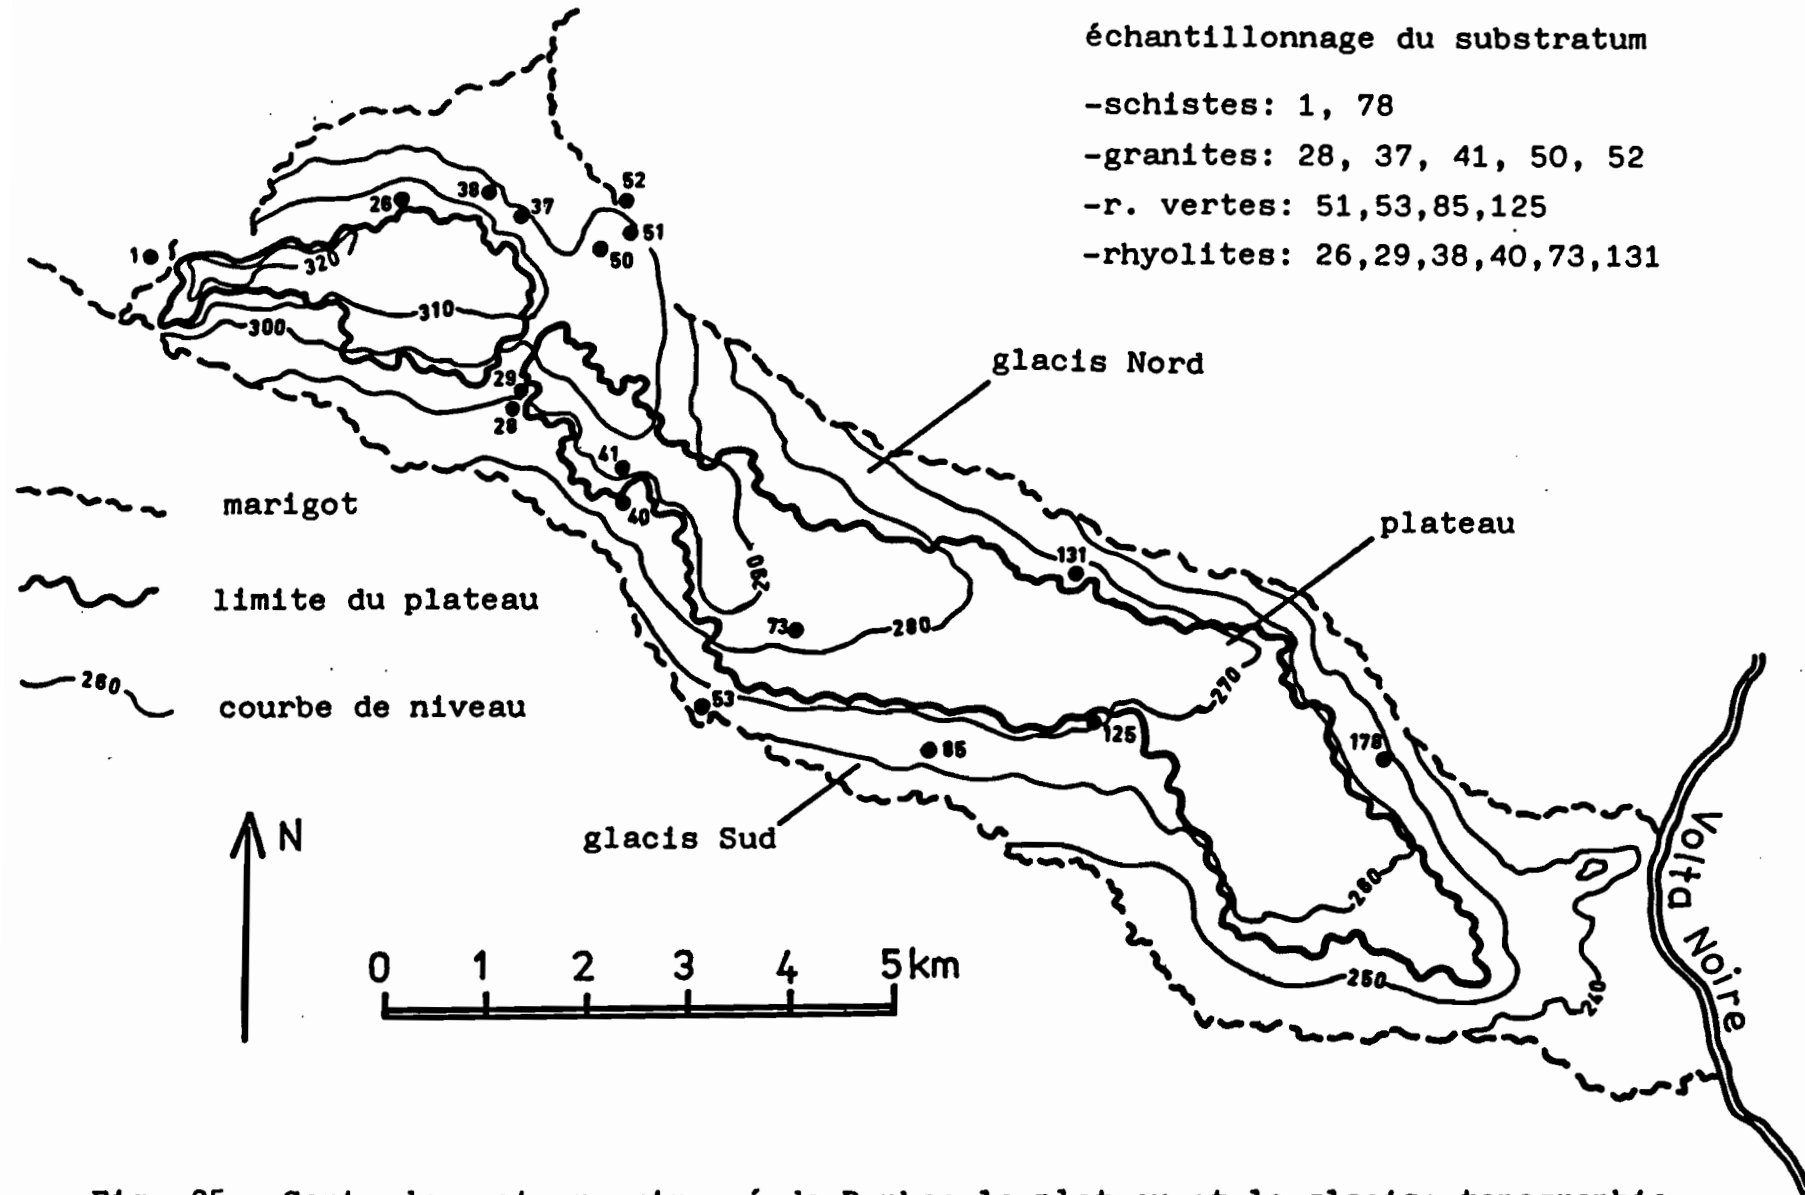 échantillonnage du substratum
-schistes: 1, 78
-granites: 28, 37, 41, 50, 52
-r. vertes: 51,53,85,125
-rhyolites: 26,29,38,40,73,131
52
38
26
37
51
50
1
320
310
300
glacis Nord
29
28
41
40
marigot
plateau
290
131
limite du plateau
73
280
270
260
courbe de niveau
53
125
85
178
glacis Sud
N
260
Volta Noire
0 1 2 3 4 5 km
250
240